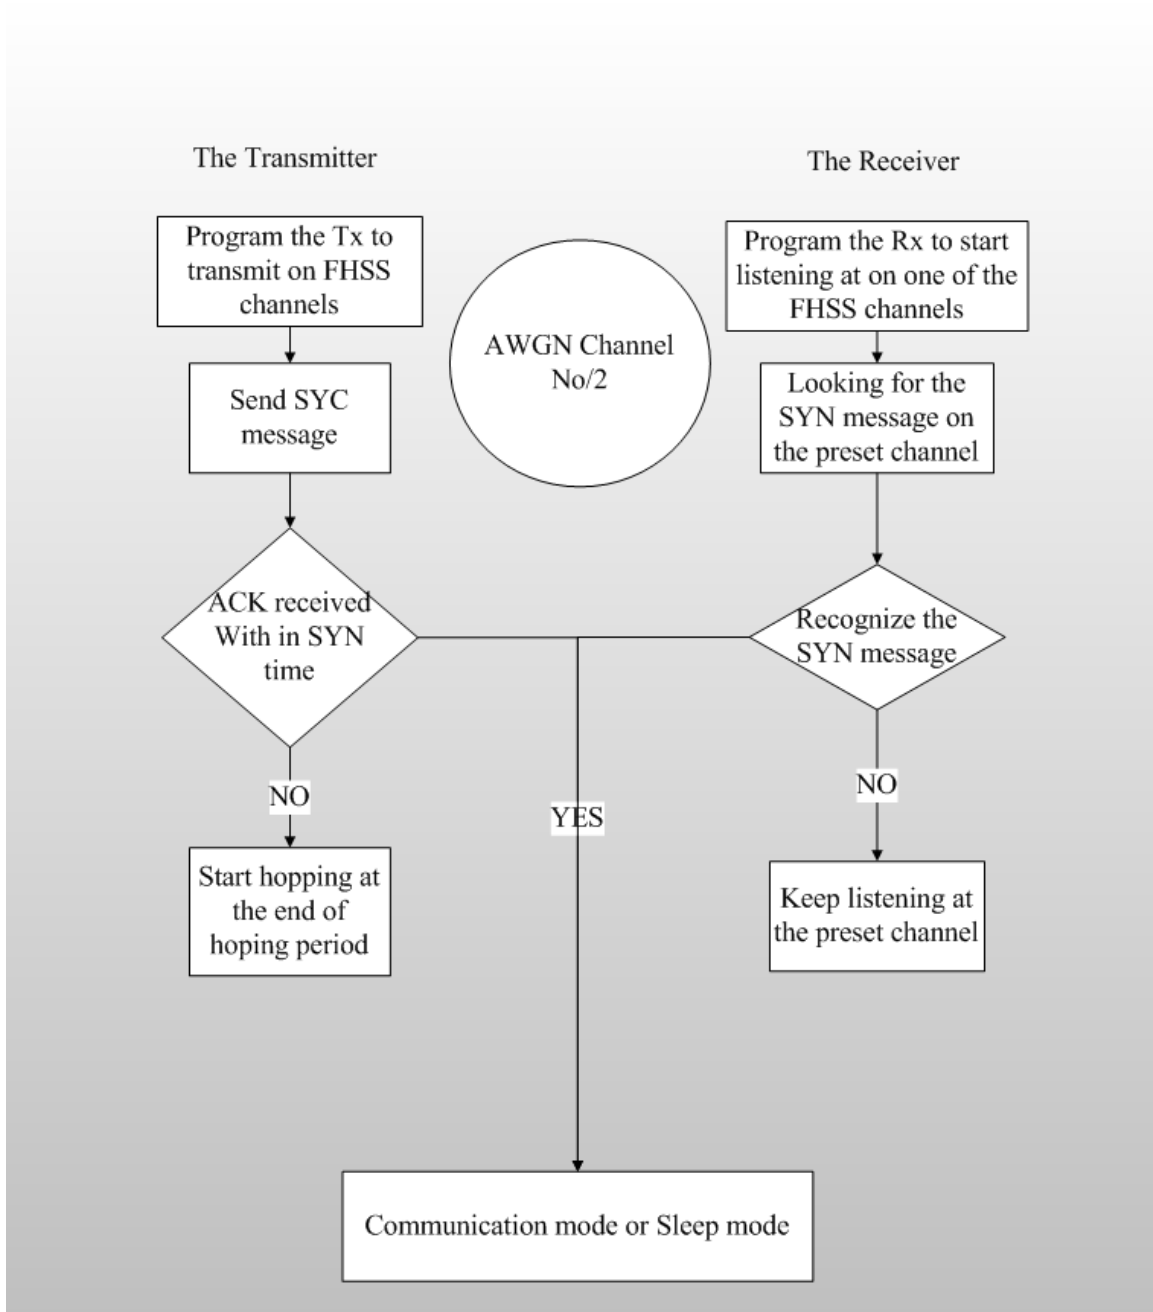 The Transmitter
The Receiver
Program the Tx to
transmit on FHSS
channels
AWGN Channel
No/2
Program the Rx to start
listening at on one of the
FHSS channels
Send SYC
message
Looking for the
SYN message on
the preset channel
ACK received
With in SYN
time
Recognize the
SYN message
NO
YES
NO
Start hopping at
the end of
hoping period
Keep listening at
the preset channel
Communication mode or Sleep mode